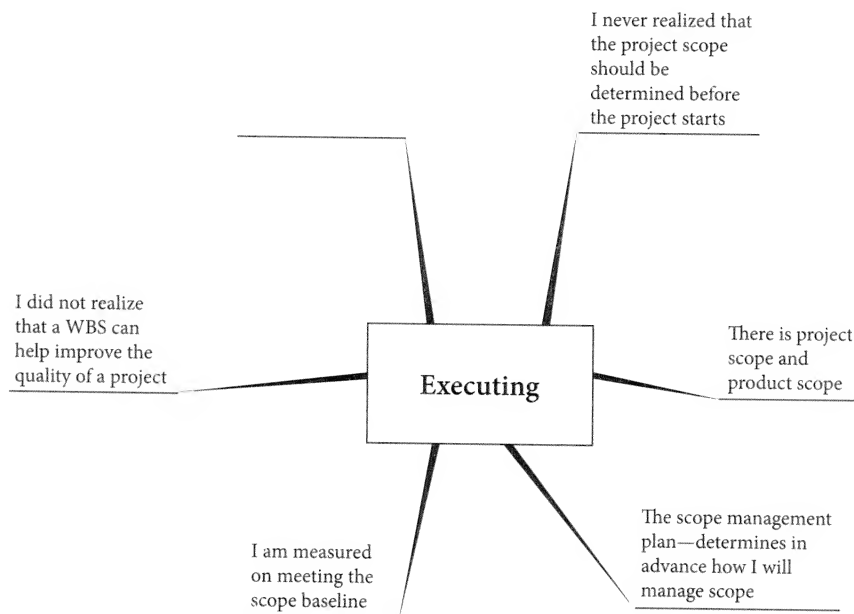 I never realized that
the project scope
should be
determined before
the project starts
I did not realize
that a WBS can
help improve the
quality of a project
Executing
There is project
scope and
product scope
I am measured
on meeting the
scope baseline
The scope management
plan—determines in
advance how I will
manage scope